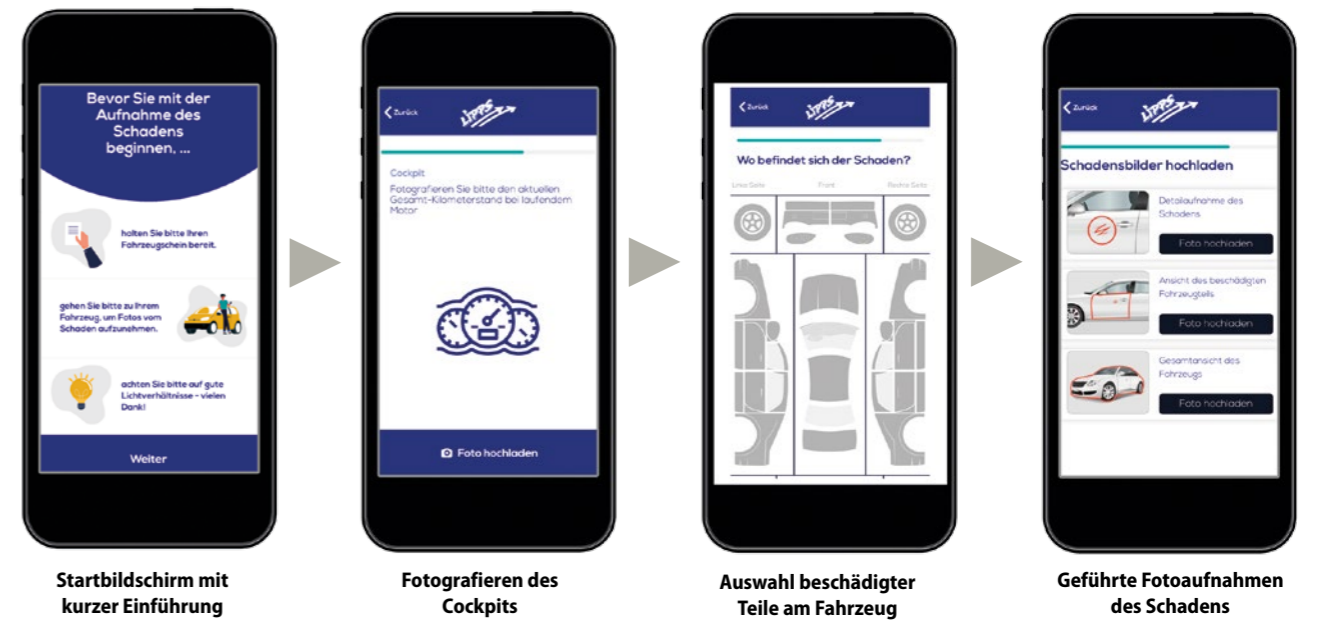 Bevor Sie mit der
Aufnahme des
Schadens
beginnen, ...
halten Sie bitte Ihren
Fahrzeugschein bereit.
gehen Sie bitte zu Ihrem
Fahrzeug, um Fotos vom
Schaden aufzunehmen.
achten Sie bitte auf gute
Lichtverhältnisse - vielen
Dank!
Weiter
Startbildschirm mit
kurzer Einführung
Zurück
LIPPS
Cockpit
Fotografieren Sie bitte den aktuellen
Gesamt-Kilometerstand bei laufendem
Motor
Foto hochladen
Fotografieren des
Cockpits
Zurück
LIPPS
Wo befindet sich der Schaden?
Linke Seite
Front
Rechte Seite
Auswahl beschädigter
Teile am Fahrzeug
Zurück
LIPPS
Schadensbilder hochladen
Detailaufnahme des
Schadens
Foto hochladen
Ansicht des beschädigten
Fahrzeugteils
Foto hochladen
Gesamtansicht des
Fahrzeugs
Foto hochladen
Geführte Fotoaufnahmen
des Schadens